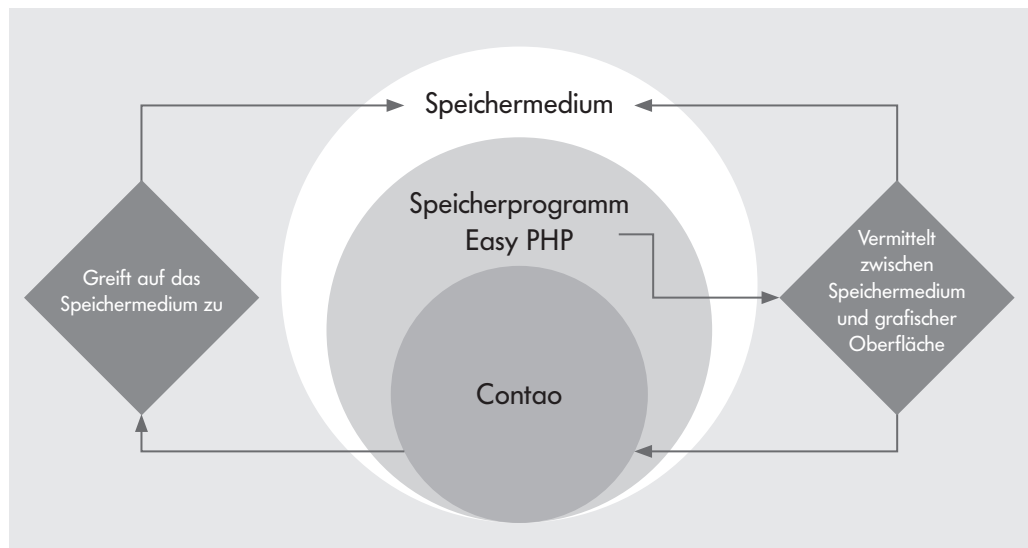 Speichermedium
Speicherprogramm
Easy PHP
Contao
Greift auf das
Speichermedium zu
Vermittelt
zwischen
Speichermedium
und grafischer
Oberfläche